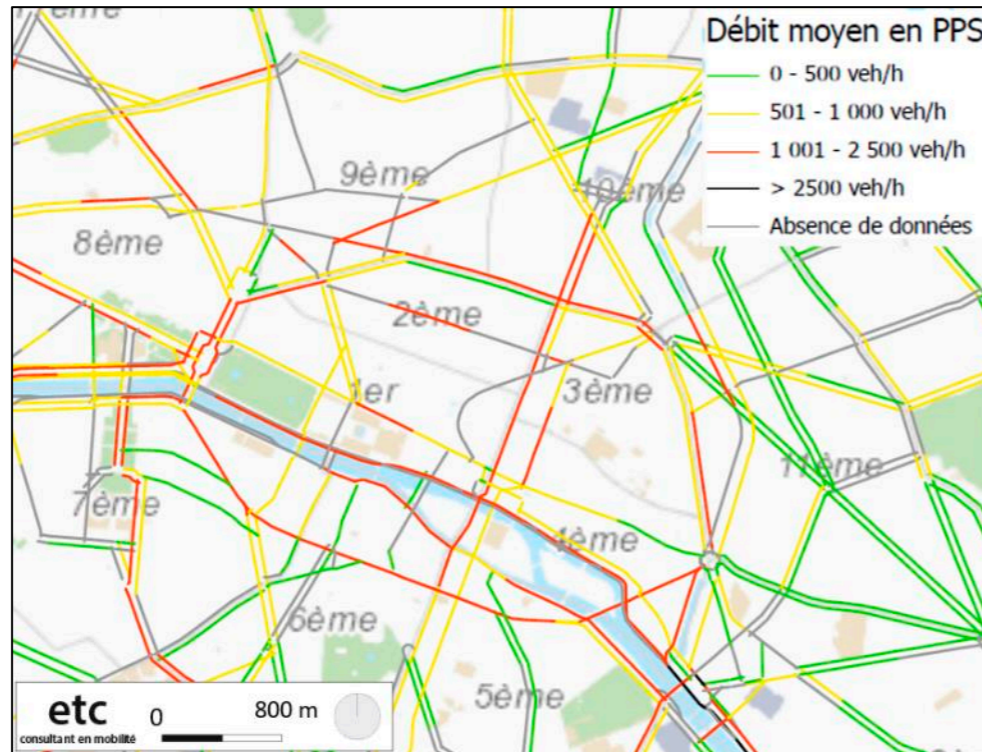 Débit moyen en PPS
0 - 500 veh/h
501 - 1 000 veh/h
1 001 - 2 500 veh/h
> 2500 veh/h
Absence de données
9ème
10ème
8ème
2ème
1er
3ème
11ème
7ème
4ème
6ème
5ème
etc
consultant en mobilité
0
800 m